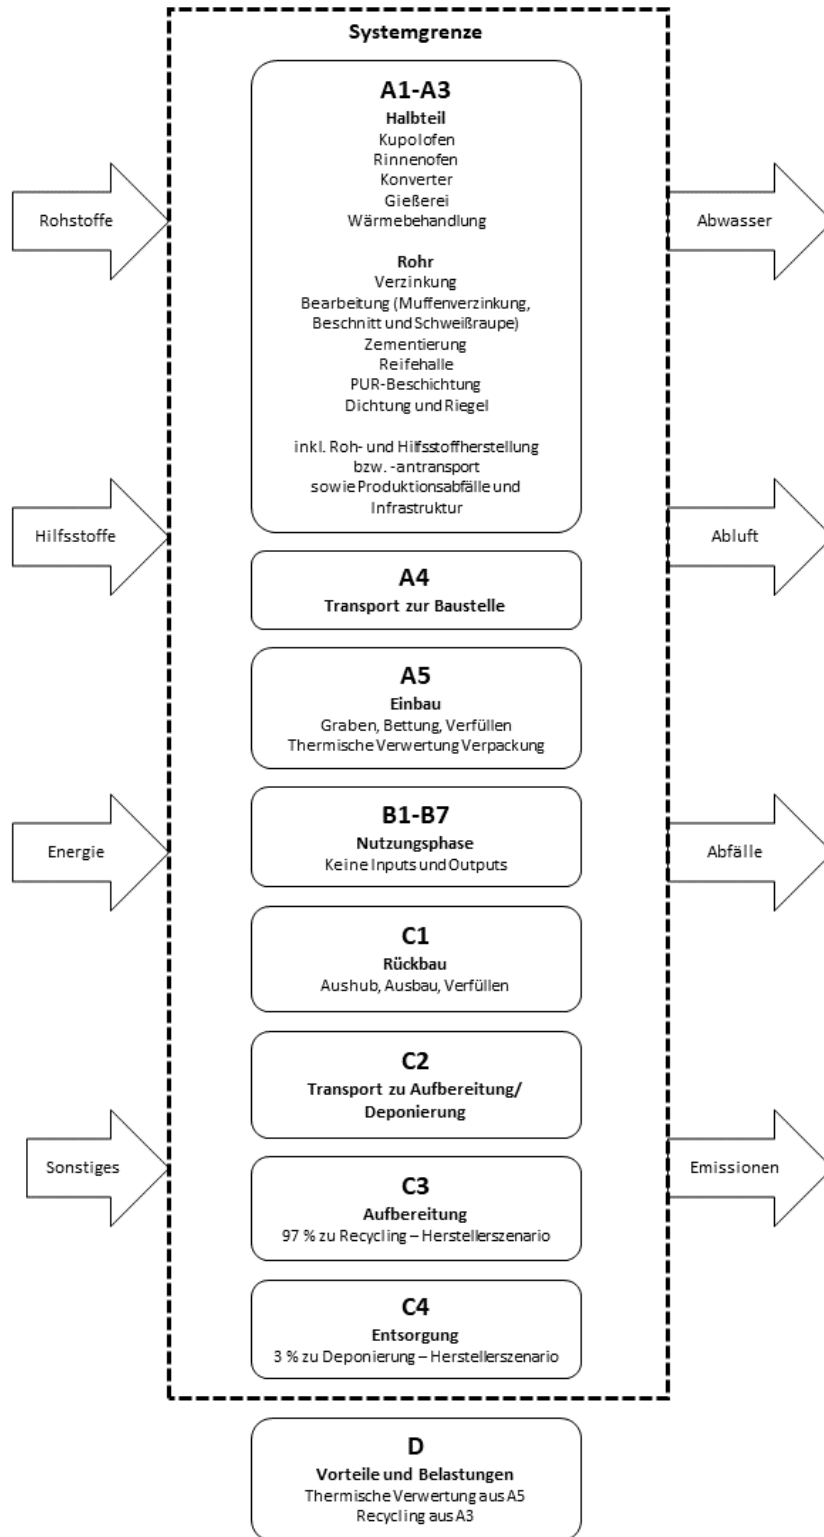 Systemgrenze
A1-A3
Halbteil
Kupolofen
Rinnenofen
Konverter
Gießerei
Wärmebehandlung
Rohr
Verzinkung
Bearbeitung (Muffenverzinkung,
Beschnitt und Schweißraupe)
Zementierung
Reifehalle
PUR-Beschichtung
Dichtung und Riegel
inkl. Roh- und Hilfsstoffherstellung
bzw. -antransport
sowie Produktionsabfälle und
Infrastruktur
Rohstoffe
Abwasser
Hilfsstoffe
Abluft
A4
Transport zur Baustelle
A5
Einbau
Graben, Bettung, Verfüllen
Thermische Verwertung Verpackung
B1-B7
Nutzungsphase
Keine Inputs und Outputs
Energie
Abfälle
C1
Rückbau
Aushub, Ausbau, Verfüllen
C2
Transport zu Aufbereitung/
Deponierung
Sonstiges
Emissionen
C3
Aufbereitung
97 % zu Recycling – Herstellerszenario
C4
Entsorgung
3 % zu Deponierung – Herstellerszenario
D
Vorteile und Belastungen
Thermische Verwertung aus A5
Recycling aus A3